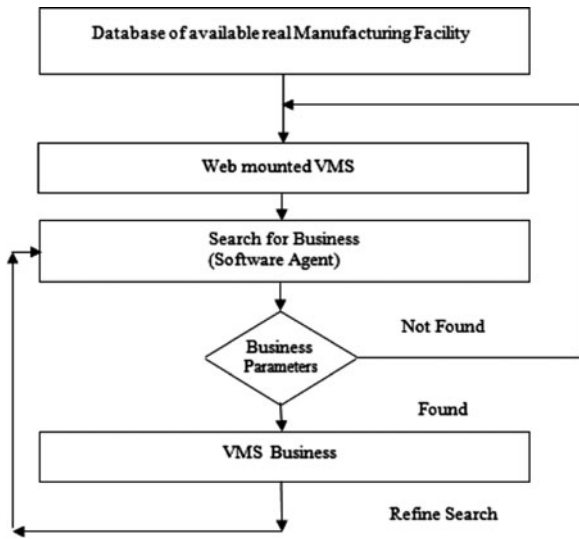 Database of available real Manufacturing Facility
Web mounted VMS
Search for Business
(Software Agent)
Not Found
Business
Parameters
Found
VMS Business
Refine Search